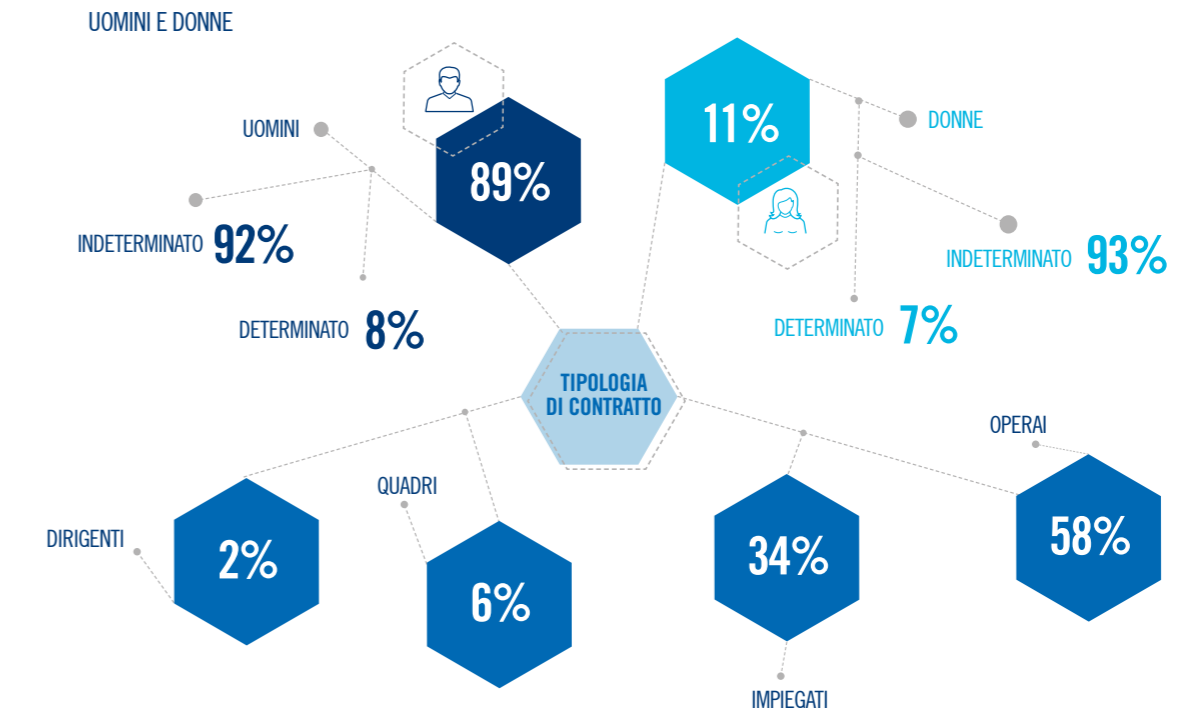 UOMINI E DONNE
UOMINI
89%
INDETERMINATO 92%
DETERMINATO 8%
11%
DONNE
INDETERMINATO 93%
DETERMINATO 7%
TIPOLOGIA
DI CONTRATTO
DIRIGENTI
2%
QUADRI
6%
34%
IMPIEGATI
OPERAI
58%